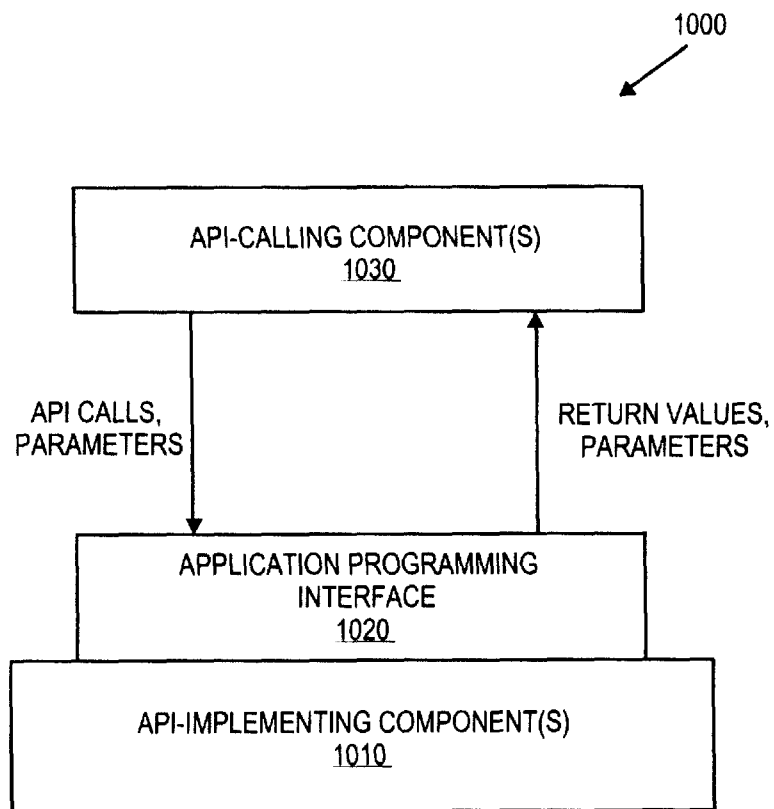 1000
API-CALLING COMPONENT(S)
1030
API CALLS,
PARAMETERS
RETURN VALUES,
PARAMETERS
APPLICATION PROGRAMMING
INTERFACE
1020
API-IMPLEMENTING COMPONENT(S)
1010